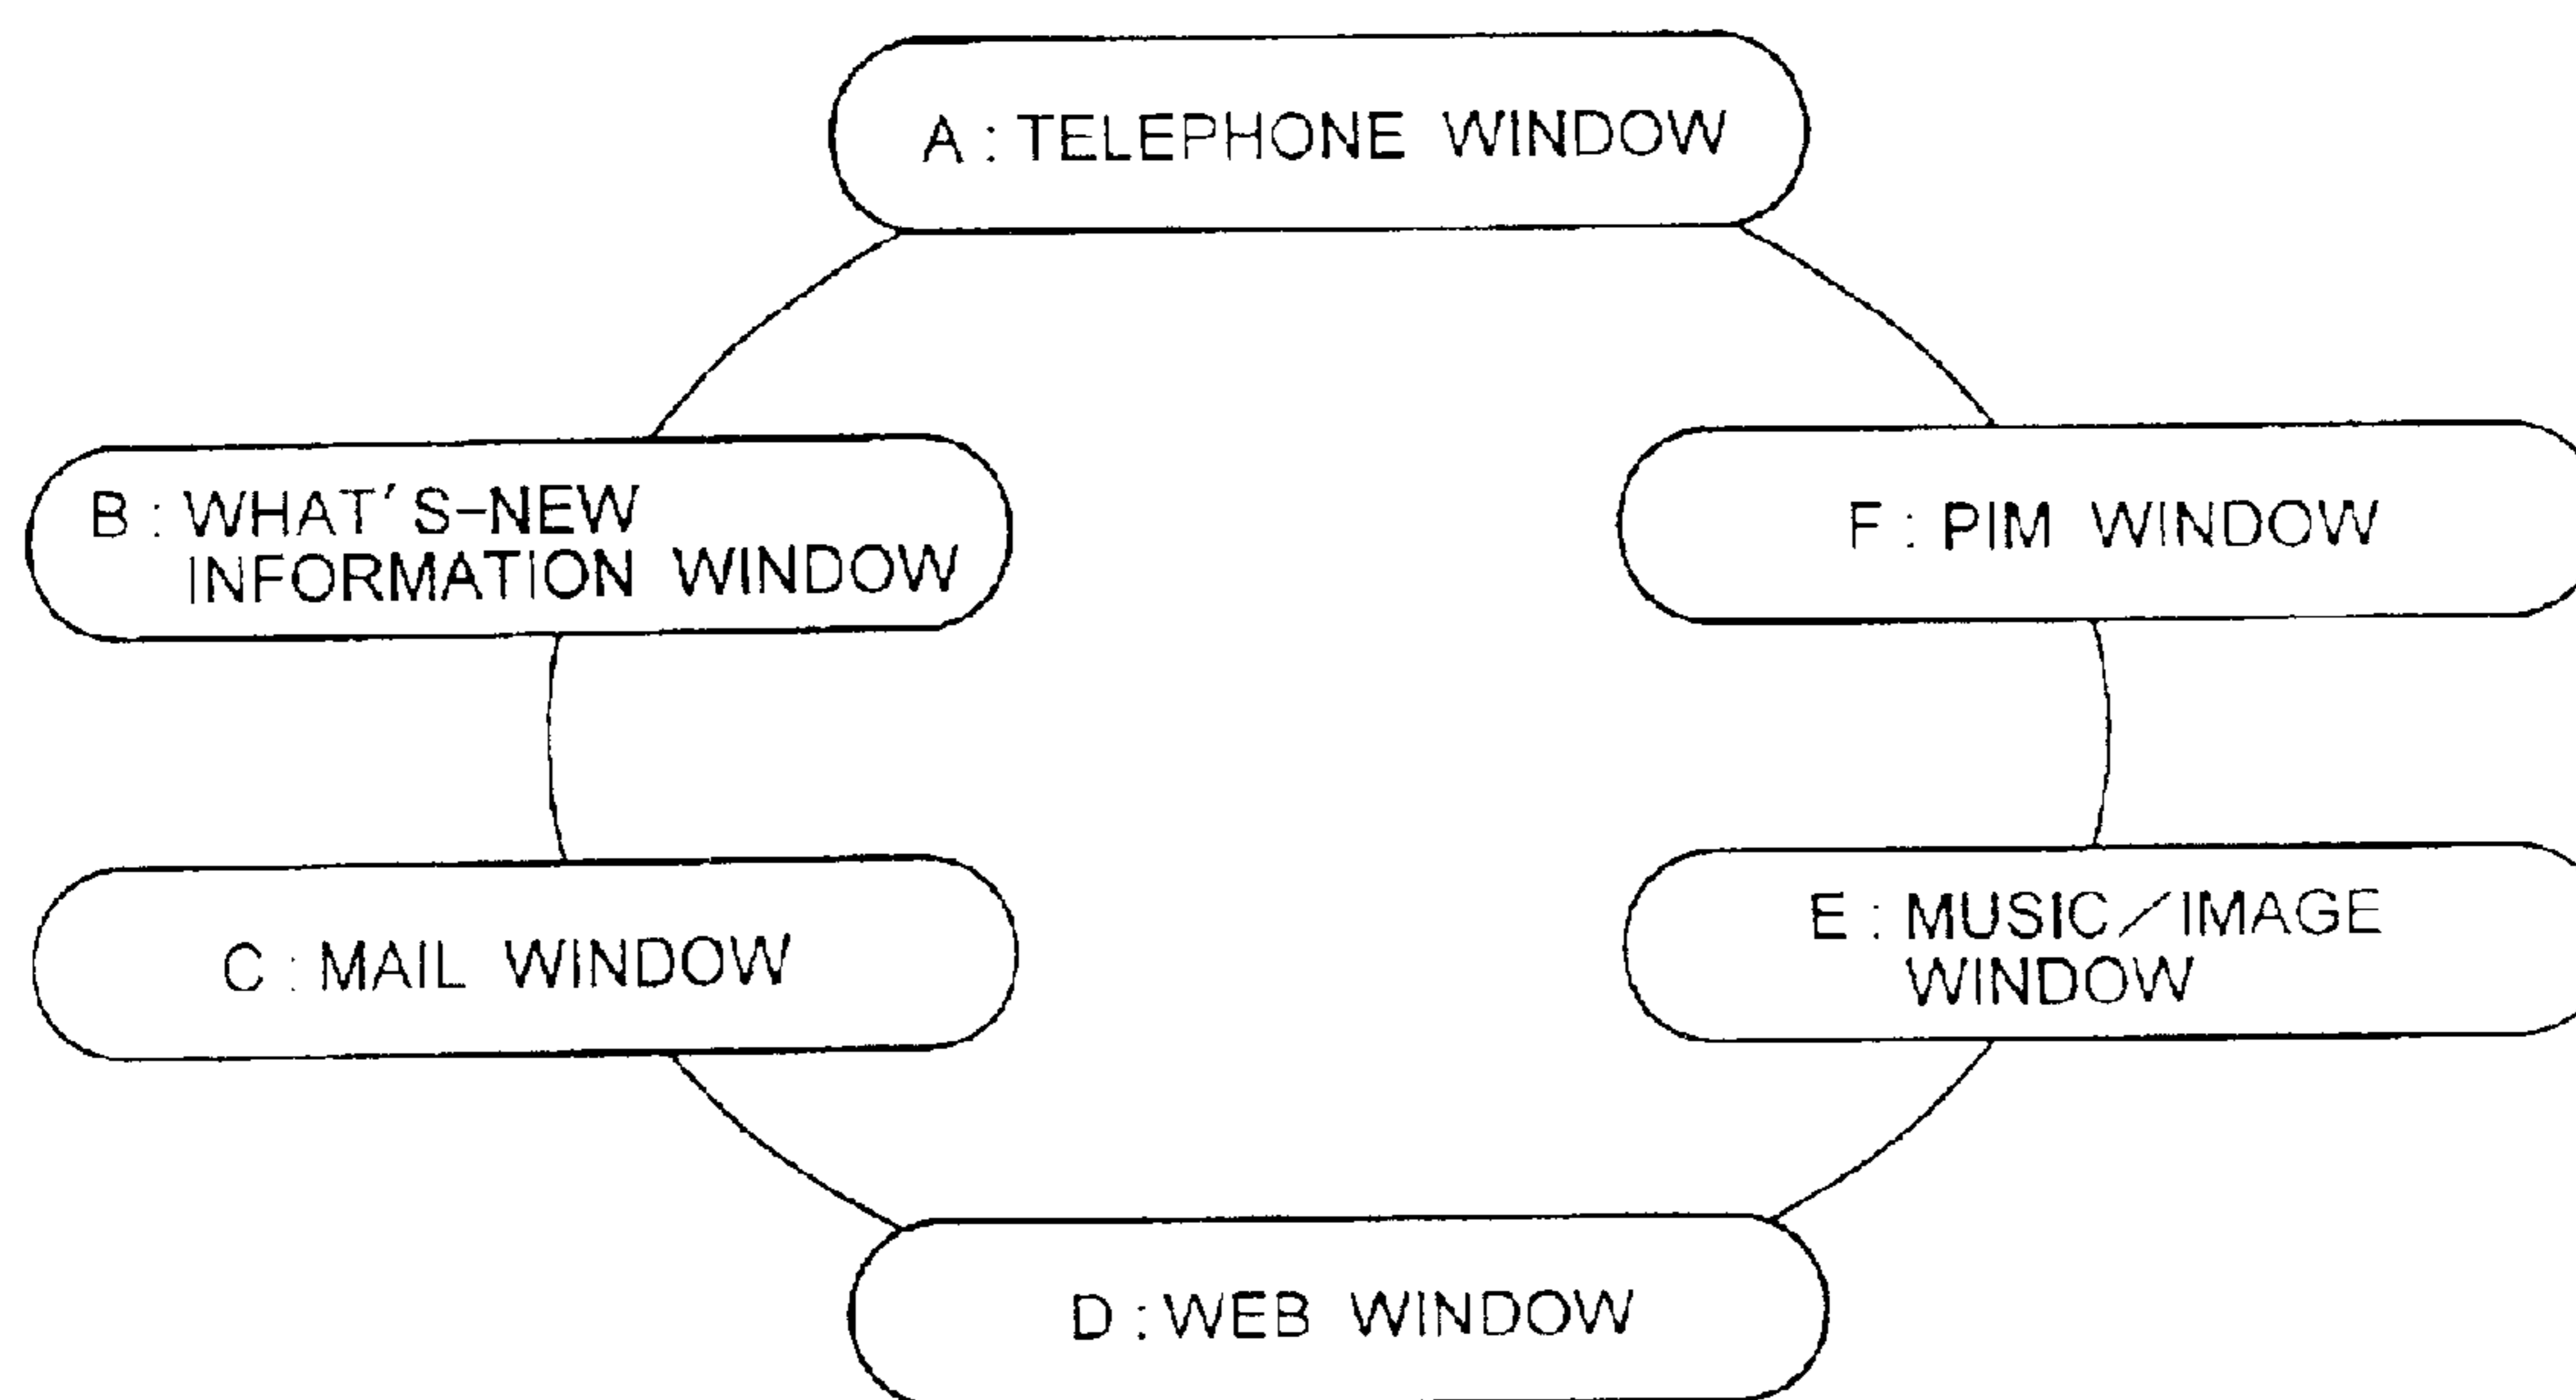 A : TELEPHONE WINDOW
B : WHAT'S-NEW
INFORMATION WINDOW
F : PIM WINDOW
C : MAIL WINDOW
E : MUSIC/IMAGE
WINDOW
D : WEB WINDOW